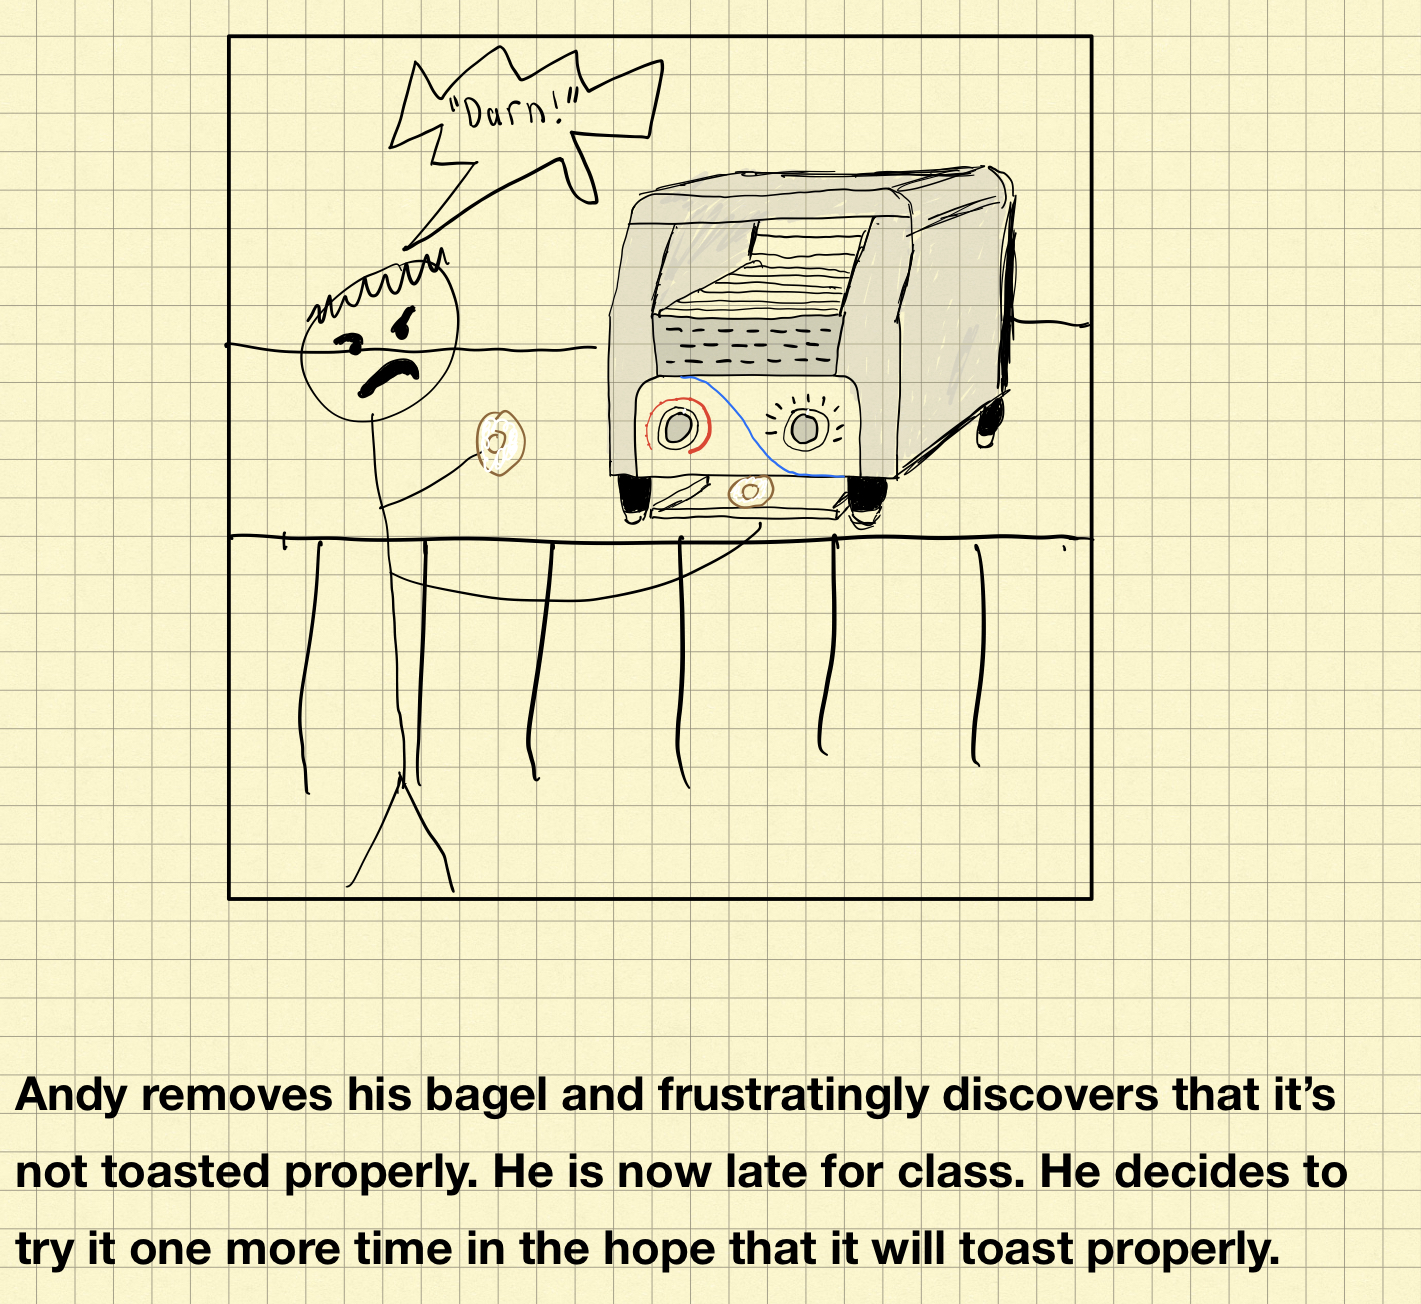 "Darn!"
Andy removes his bagel and frustratingly discovers that it’s
not toasted properly. He is now late for class. He decides to
try it one more time in the hope that it will toast properly.